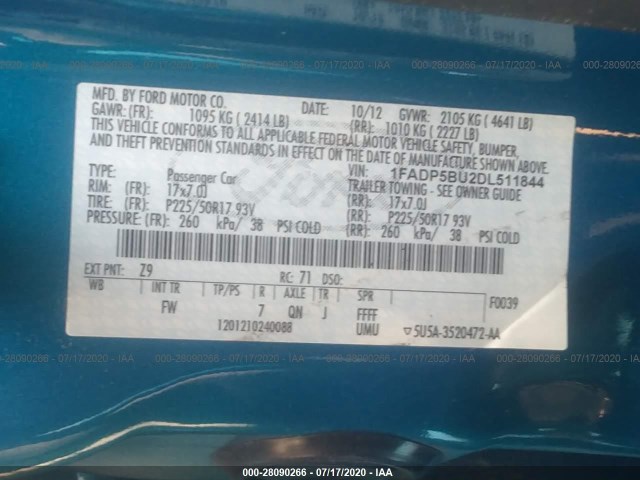 MFD. BY FORD MOTOR CO.
DATE: 10/12 GVWR: 2105 KG ( 4641 LB)
GAWR: (FR): 1095 KG ( 2414 LB) (RR): 1010 KG ( 2227 LB)
THIS VEHICLE CONFORMS TO ALL APPLICABLE FEDERAL MOTOR VEHICLE SAFETY, BUMPER,
AND THEFT PREVENTION STANDARDS IN EFFECT ON THE DATE OF MANUFACTURE SHOWN ABOVE.
VIN: 1FADP5BU2DL511844
TYPE: Passenger Car TRAILER TOWING - SEE OWNER GUIDE
RIM: (FR): 17x7.0J (RR): 17x7.0J
TIRE: (FR): P225/50R17 93V (RR): P225/50R17 93V
PRESSURE: (FR): 260 kPa/ 38 PSI COLD (RR): 260 kPa/ 38 PSI COLD
EXT PNT: Z9 RC: 71 DSO:
WB INT TR TP/PS R AXLE TR SPR F0039
FW 7 QN J FFFF
1201210240088 UMU 5U5A-3520472-AA
000-28090266 - 07/17/2020 - IAA